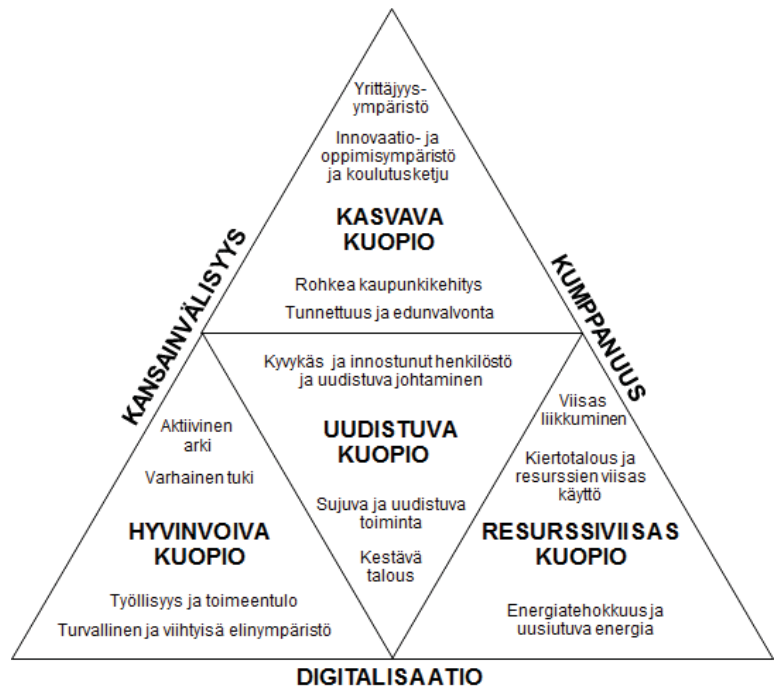 Yrittäjyys-
ympäristö
Innovaatio- ja
oppimisympäristö
ja koulutusketju
KASVAVA
KUOPIO
Rohkea kaupunkikehitys
Tunnettuus ja edunvalvonta
KANSAINVÄLISYYS
KUMPPANUUS
Kyvykäs ja innostunut henkilöstö
ja uudistuva johtaminen
UUDISTUVA
KUOPIO
Sujuva ja uudistuva
toiminta
Kestävä
talous
Aktiivinen
arki
Varhainen tuki
HYVINVOIVA
KUOPIO
Työllisyys ja toimeentulo
Turvallinen ja viihtyisä elinympäristö
Viisas
liikkuminen
Kiertotalous ja
resurssien viisas
käyttö
RESURSSIVIISAS
KUOPIO
Energiatehokkuus ja
uusiutuva energia
DIGITALISAATIO